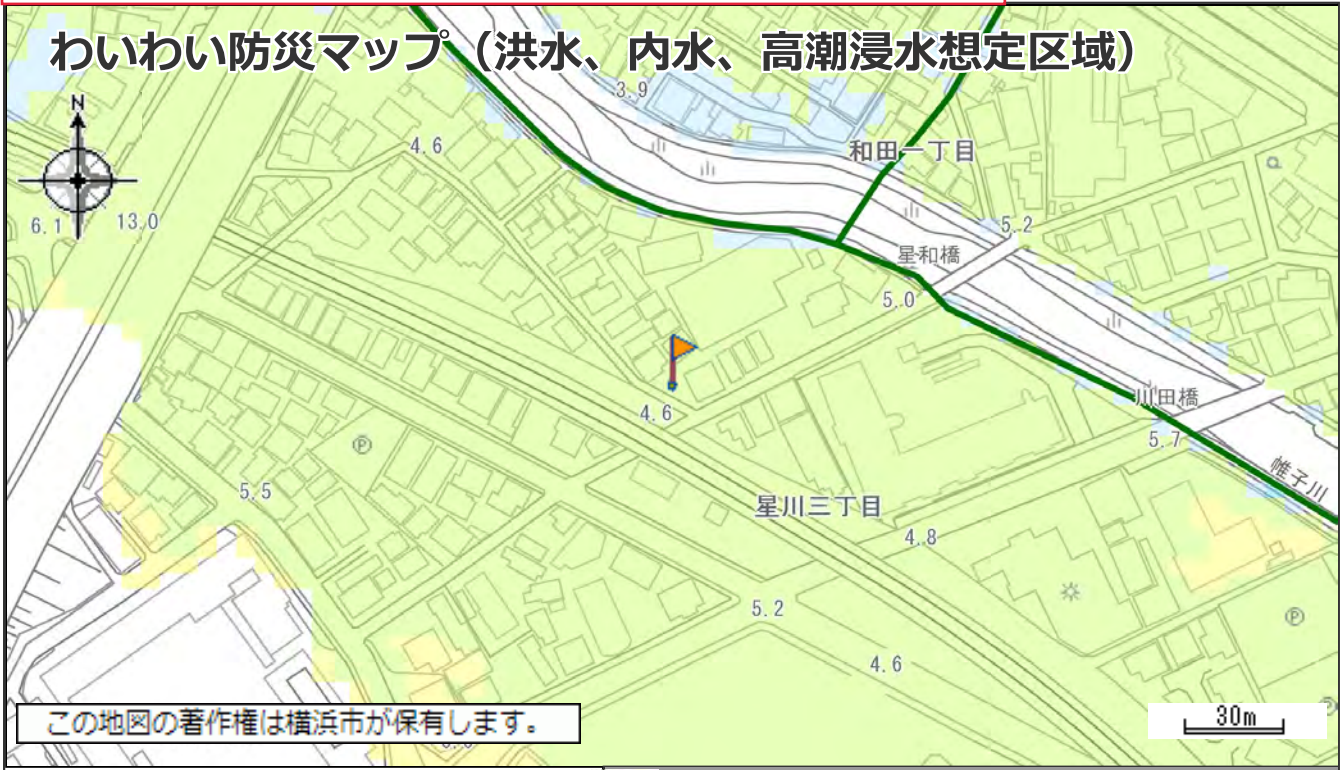 わいわい防災マップ（洪水、内水、高潮浸水想定区域）
N
3.9
4.6
和田一丁目
6.1
13.0
5.2
星和橋
5.0
4.6
川田橋
5.7
帷子川
P
5.5
星川三丁目
4.8
5.2
P
4.6
この地図の著作権は横浜市が保有します。
30m